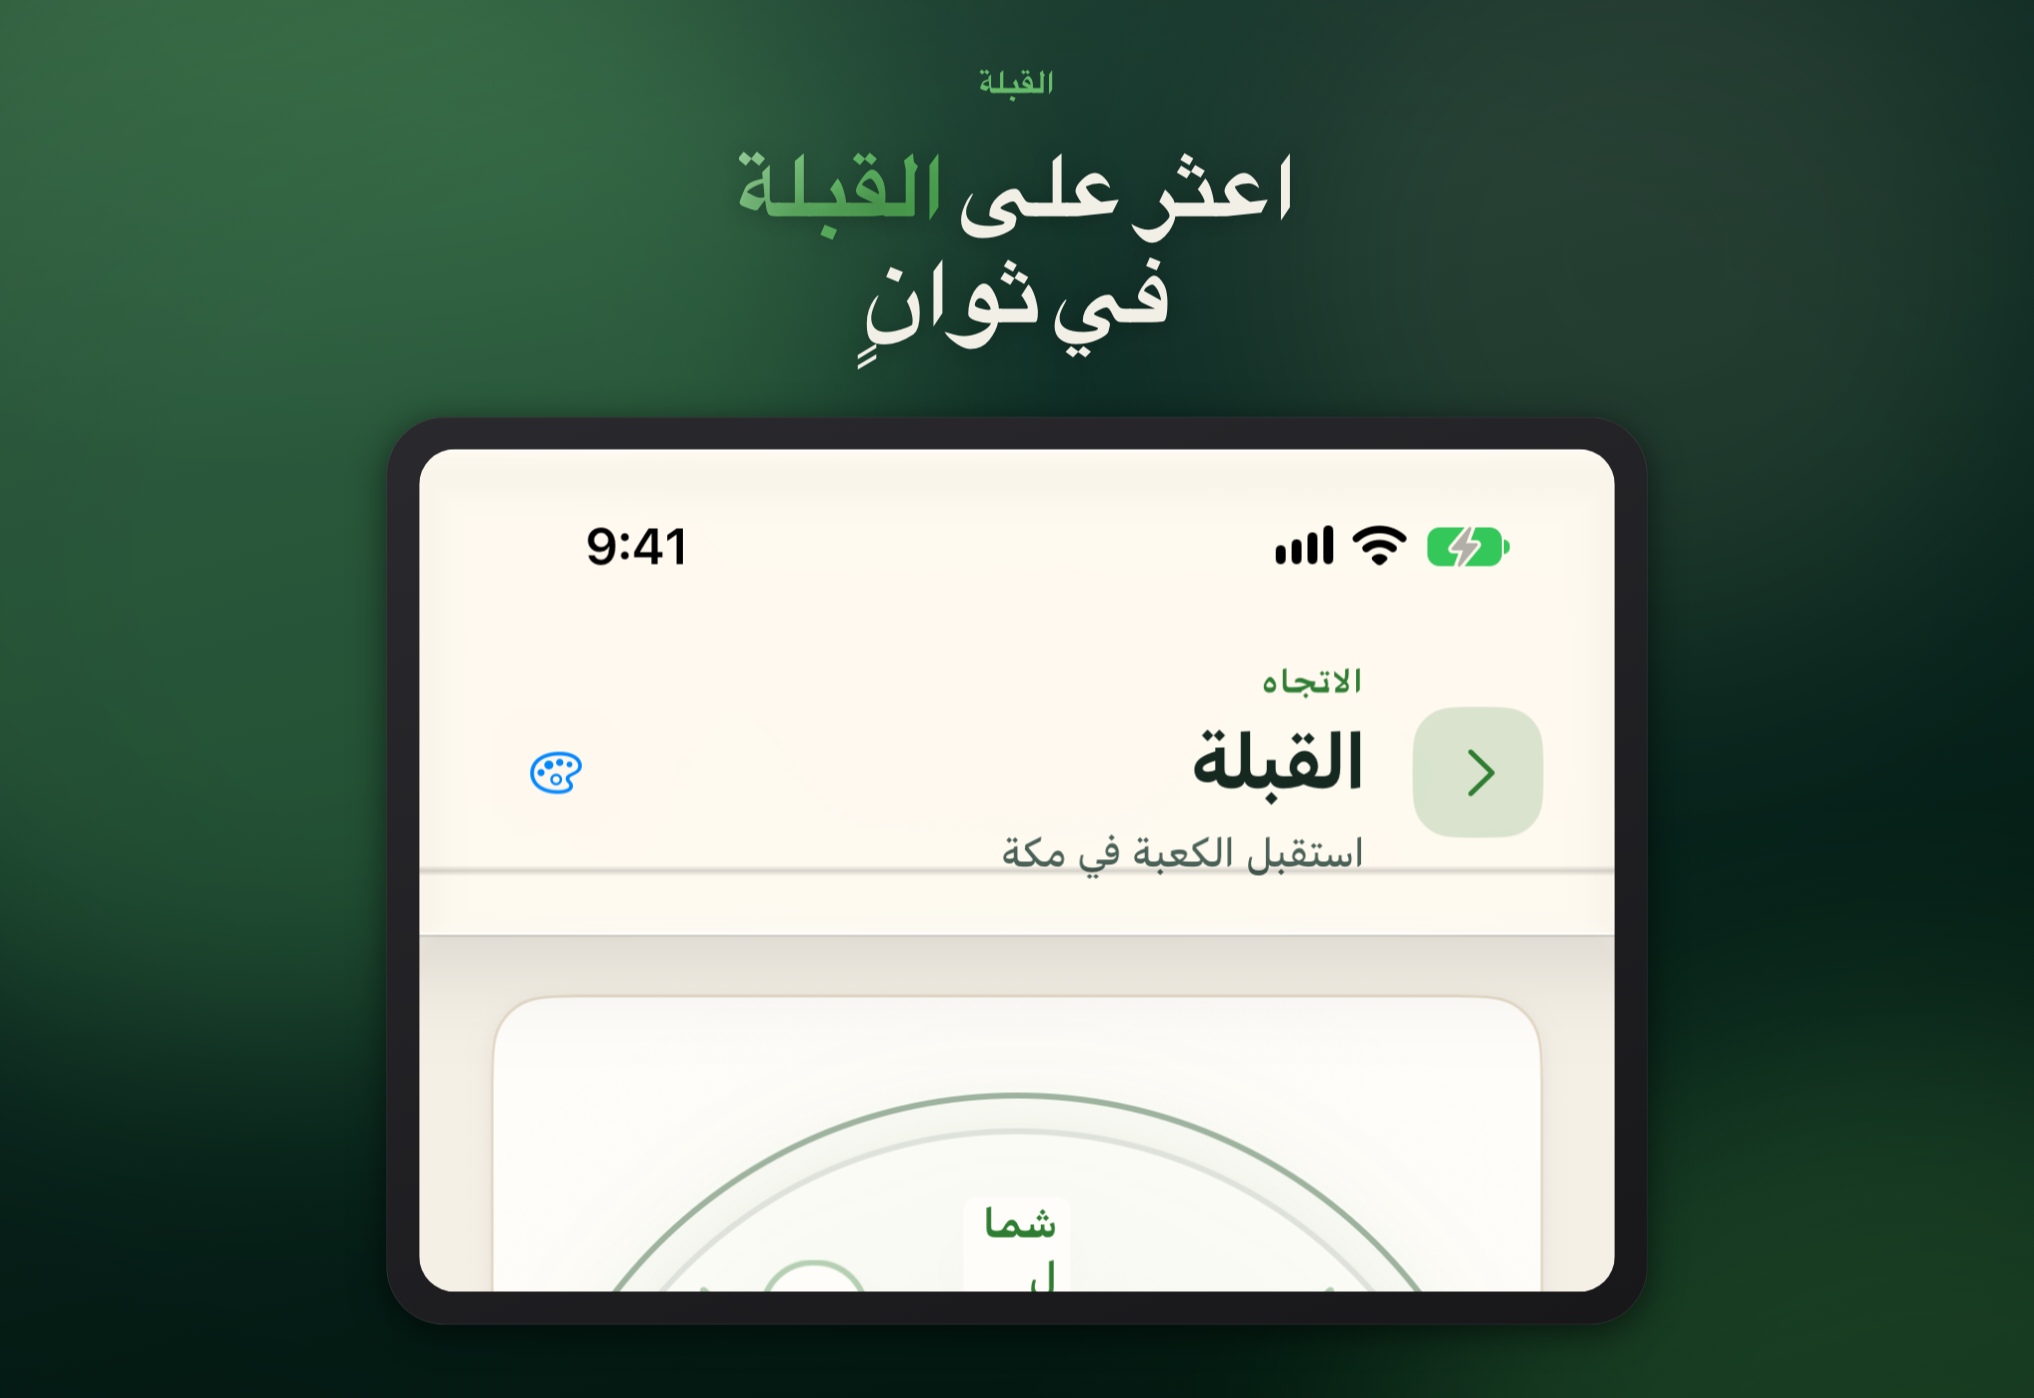 القبلة
اعثر على القبلة
في ثوانٍ
9:41
الاتجاه
القبلة
استقبل الكعبة في مكة
شما
ل